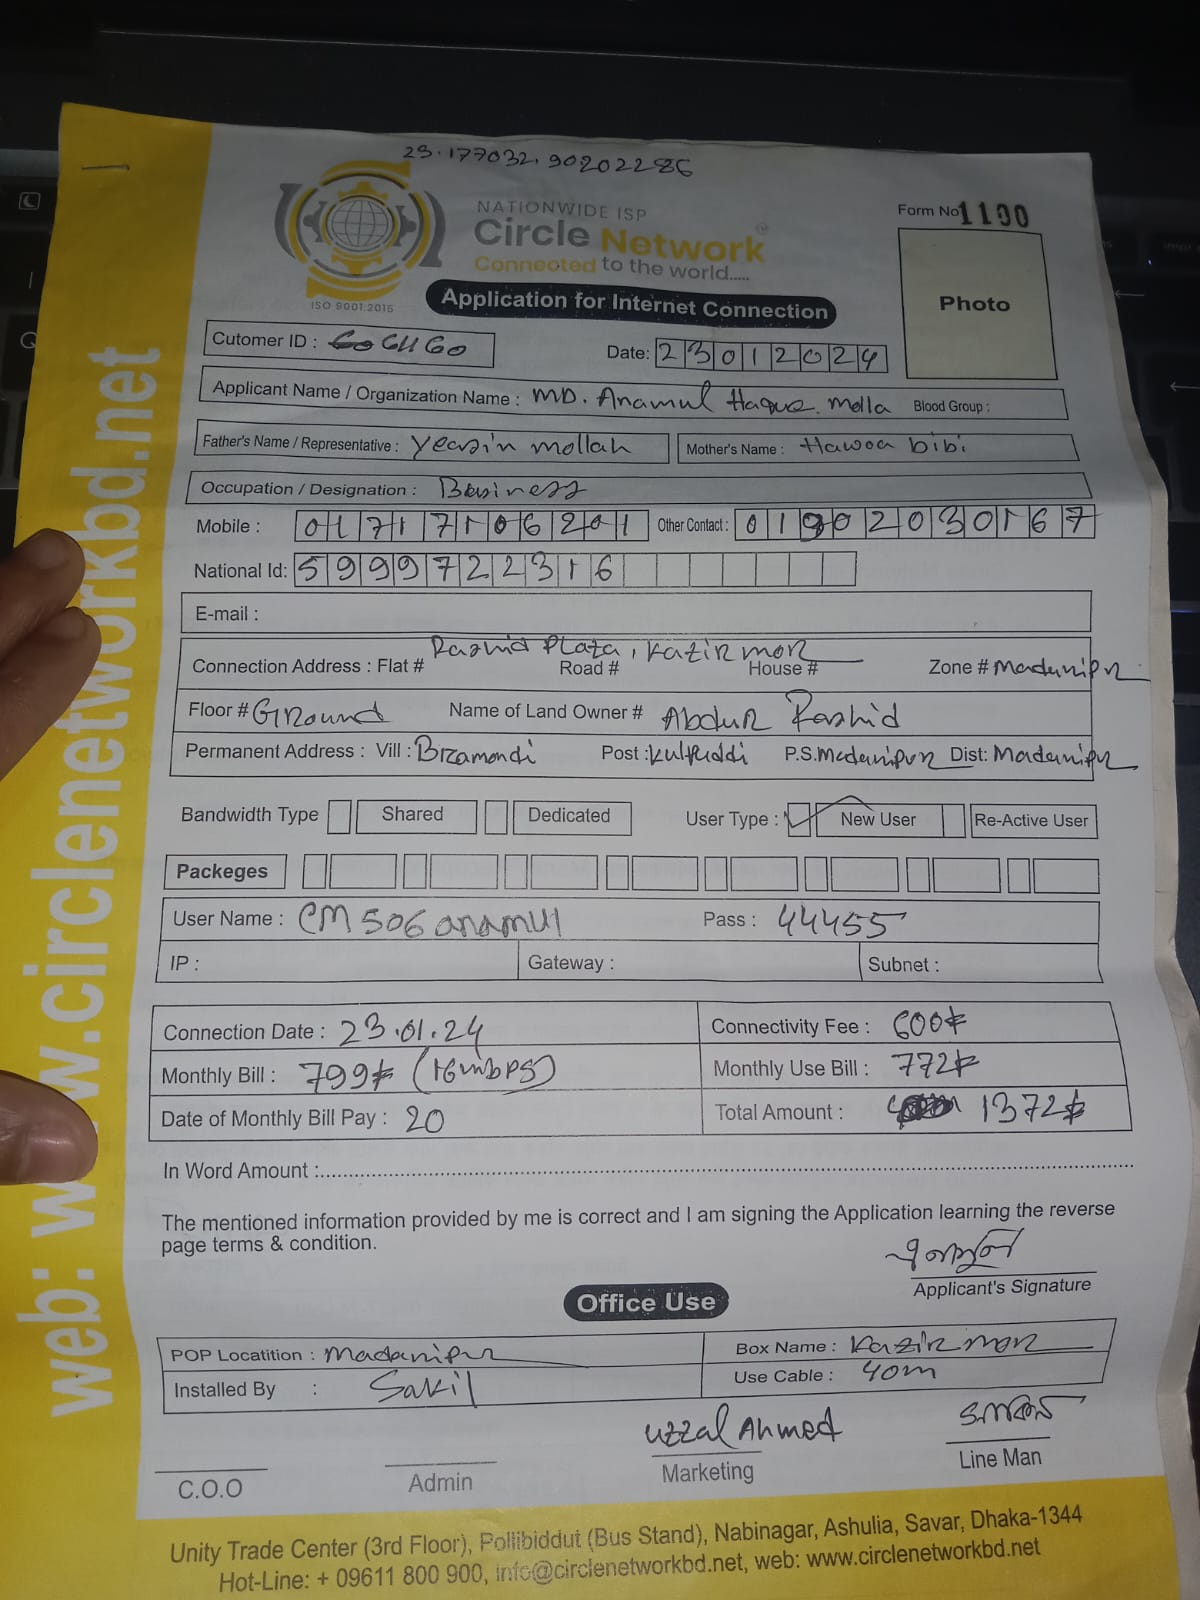 23.177032, 90202286
NATIONWIDE ISP
Circle Network
Connected to the world.....
ISO 9001:2015
Form No 1190
Photo
Application for Internet Connection
Cutomer ID :
Date: 23012024
Applicant Name / Organization Name : MD. Anamul Haque. Molla Blood Group :
Father's Name / Representative : Yeasin mollah Mother's Name : Hawoa bibi
Occupation / Designation : Business
Mobile : 01717106201 Other Contact : 01902030167
National Id: 5999722316
E-mail :
Rashid Plaza, Kazir mor
Connection Address : Flat # Road # House # Zone # Madaripur
Floor # Ground Name of Land Owner # Abdur Rashid
Permanent Address : Vill : Bramondi Post : Kulpuddi P.S. Madaripur Dist: Madaripur
Bandwidth Type Shared Dedicated User Type : ✓ New User Re-Active User
Packeges
User Name : CM506anamul Pass : 44455
IP : Gateway : Subnet :
Connection Date : 23.01.24 Connectivity Fee : 600৳
Monthly Bill : 799৳ (16mbps) Monthly Use Bill : 772৳
Date of Monthly Bill Pay : 20 Total Amount : 1372৳
In Word Amount :
The mentioned information provided by me is correct and I am signing the Application learning the reverse
page terms & condition.
Applicant's Signature
Office Use
POP Locatition : Madaripur Box Name : Kazir mor
Installed By : Sakil Use Cable : 40m
Uzzal Ahmed
C.O.O Admin Marketing Line Man
Unity Trade Center (3rd Floor), Pollibiddut (Bus Stand), Nabinagar, Ashulia, Savar, Dhaka-1344
Hot-Line: + 09611 800 900, info@circlenetworkbd.net, web: www.circlenetworkbd.net
web: www.circlenetworkbd.net